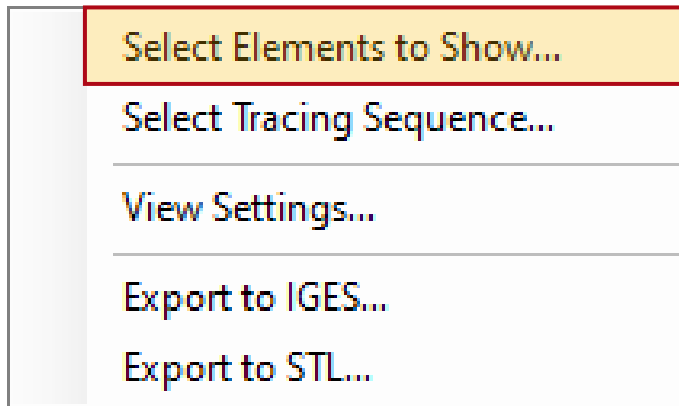 Select Elements to Show...
Select Tracing Sequence...
View Settings...
Export to IGES...
Export to STL...